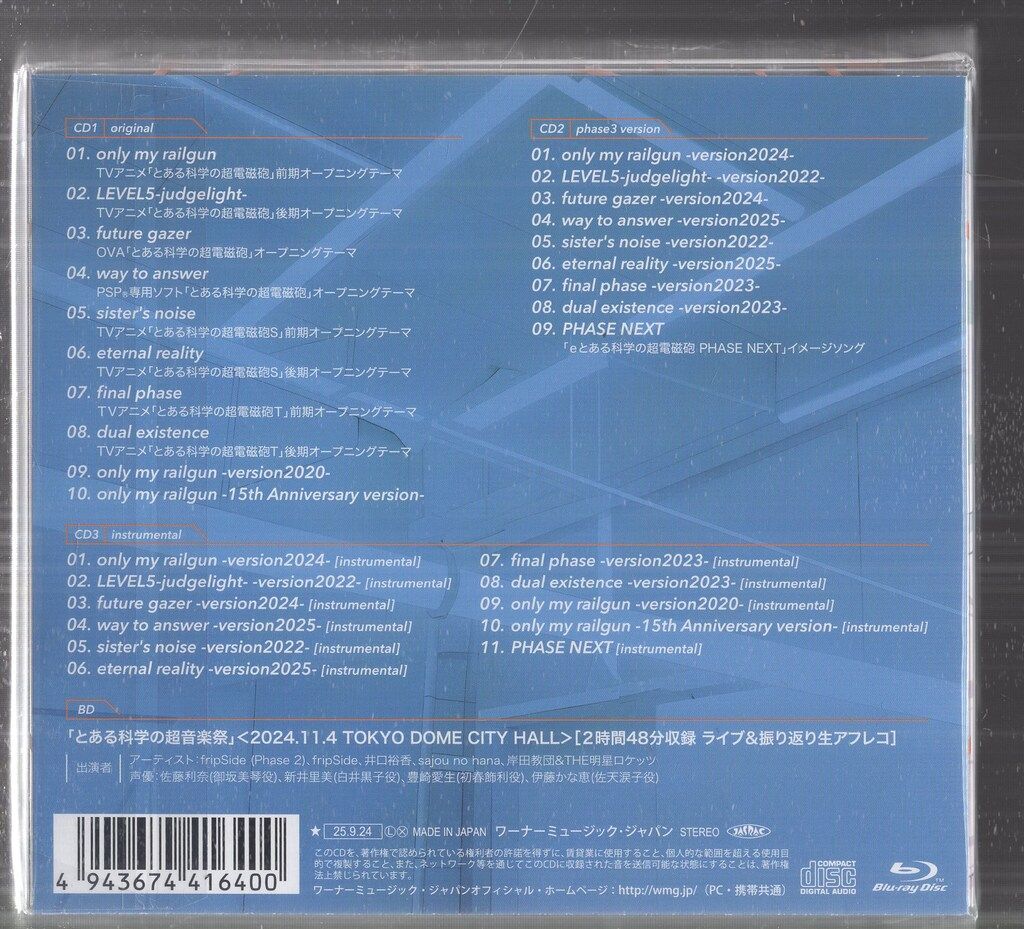 CD1 original
01. only my railgun
TVアニメ「とある科学の超電磁砲」前期オープニングテーマ
02. LEVEL5-judgelight-
TVアニメ「とある科学の超電磁砲」後期オープニングテーマ
03. future gazer
OVA「とある科学の超電磁砲」オープニングテーマ
04. way to answer
PSP®専用ソフト「とある科学の超電磁砲」オープニングテーマ
05. sister's noise
TVアニメ「とある科学の超電磁砲S」前期オープニングテーマ
06. eternal reality
TVアニメ「とある科学の超電磁砲S」後期オープニングテーマ
07. final phase
TVアニメ「とある科学の超電磁砲T」前期オープニングテーマ
08. dual existence
TVアニメ「とある科学の超電磁砲T」後期オープニングテーマ
09. only my railgun -version2020-
10. only my railgun -15th Anniversary version-
CD2 phase3 version
01. only my railgun -version2024-
02. LEVEL5-judgelight- -version2022-
03. future gazer -version2024-
04. way to answer -version2025-
05. sister's noise -version2022-
06. eternal reality -version2025-
07. final phase -version2023-
08. dual existence -version2023-
09. PHASE NEXT
「eとある科学の超電磁砲 PHASE NEXT」イメージソング
CD3 instrumental
01. only my railgun -version2024- [instrumental]
02. LEVEL5-judgelight- -version2022- [instrumental]
03. future gazer -version2024- [instrumental]
04. way to answer -version2025- [instrumental]
05. sister's noise -version2022- [instrumental]
06. eternal reality -version2025- [instrumental]
07. final phase -version2023- [instrumental]
08. dual existence -version2023- [instrumental]
09. only my railgun -version2020- [instrumental]
10. only my railgun -15th Anniversary version- [instrumental]
11. PHASE NEXT [instrumental]
BD
「とある科学の超音楽祭」<2024.11.4 TOKYO DOME CITY HALL>[2時間48分収録 ライブ&振り返り生アフレコ]
出演者
アーティスト:fripSide (Phase 2)、fripSide、井口裕香、sajou no hana、岸田教団&THE明星ロケッツ
声優:佐藤利奈(御坂美琴役)、新井里美(白井黒子役)、豊崎愛生(初春飾利役)、伊藤かな恵(佐天涙子役)
4 943674 416400
★ 25.9.24 Ⓛ MADE IN JAPAN ワーナーミュージック・ジャパン STEREO JASRAC
このCDを、著作権で認められている権利者の許諾を得ずに、賃貸業に使用すること、個人的な範囲を超える使用目
的で複製すること、また、ネットワーク等を通じてこのCDに収録された音を送信可能な状態にすることは、著作権
法上禁じられています。
ワーナーミュージック・ジャパンオフィシャル・ホームページ:http://wmg.jp/(PC・携帯共通)
COMPACT
disc
DIGITAL AUDIO
Blu-ray Disc™